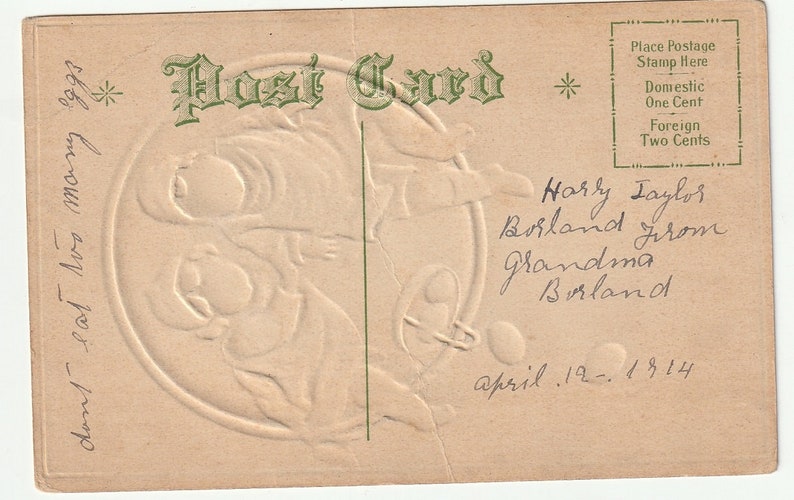 Post Card
Place Postage
Stamp Here
Domestic
One Cent
Foreign
Two Cents
dont eat too many eggs
Harry Taylor
Borland From
Grandma
Borland
April . 12 - . 1914